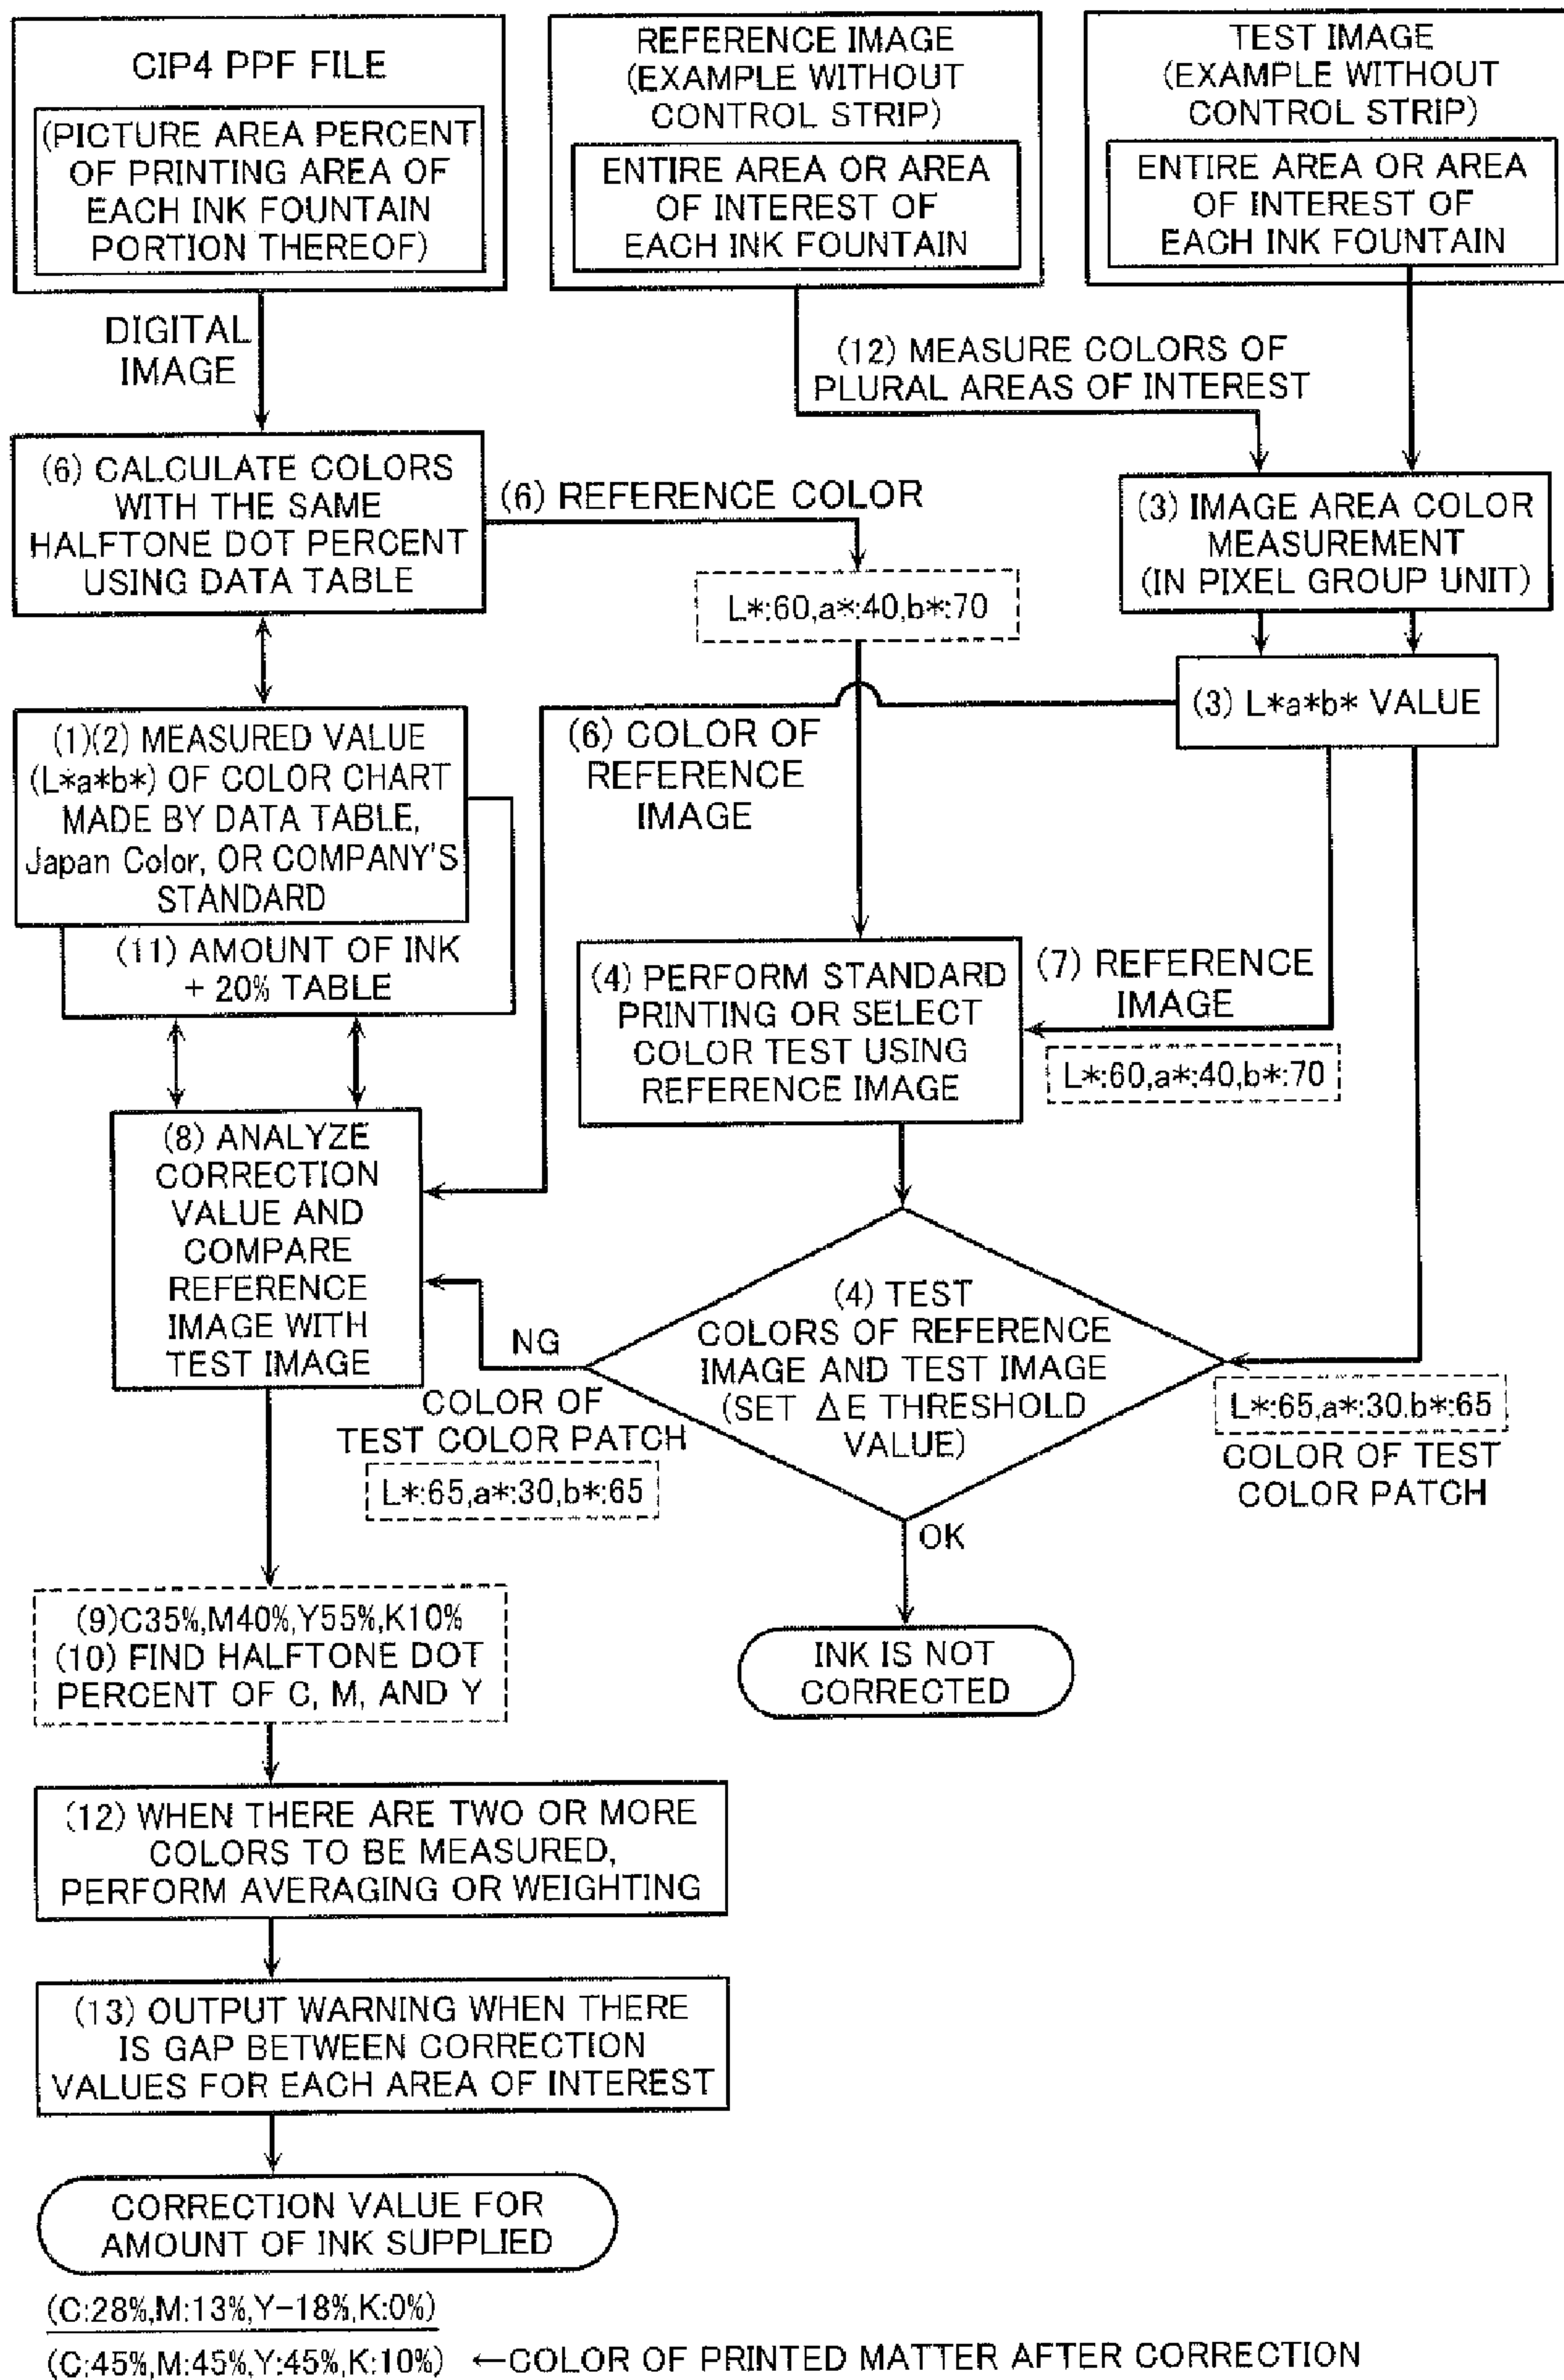 CIP4 PPF FILE
(PICTURE AREA PERCENT
OF PRINTING AREA OF
EACH INK FOUNTAIN
PORTION THEREOF)
REFERENCE IMAGE
(EXAMPLE WITHOUT
CONTROL STRIP)
ENTIRE AREA OR AREA
OF INTEREST OF
EACH INK FOUNTAIN
TEST IMAGE
(EXAMPLE WITHOUT
CONTROL STRIP)
ENTIRE AREA OR AREA
OF INTEREST OF
EACH INK FOUNTAIN
DIGITAL
IMAGE
(12) MEASURE COLORS OF
PLURAL AREAS OF INTEREST
(6) CALCULATE COLORS
WITH THE SAME
HALFTONE DOT PERCENT
USING DATA TABLE
(6) REFERENCE COLOR
L*:60,a*:40,b*:70
(3) IMAGE AREA COLOR
MEASUREMENT
(IN PIXEL GROUP UNIT)
(3) L*a*b* VALUE
(1)(2) MEASURED VALUE
(L*a*b*) OF COLOR CHART
MADE BY DATA TABLE,
Japan Color, OR COMPANY'S
STANDARD
(11) AMOUNT OF INK
+ 20% TABLE
(6) COLOR OF
REFERENCE
IMAGE
(4) PERFORM STANDARD
PRINTING OR SELECT
COLOR TEST USING
REFERENCE IMAGE
(7) REFERENCE
IMAGE
L*:60,a*:40,b*:70
(8) ANALYZE
CORRECTION
VALUE AND
COMPARE
REFERENCE
IMAGE WITH
TEST IMAGE
NG
COLOR OF
TEST COLOR PATCH
L*:65,a*:30,b*:65
(4) TEST
COLORS OF REFERENCE
IMAGE AND TEST IMAGE
(SET ΔE THRESHOLD
VALUE)
L*:65,a*:30,b*:65
COLOR OF TEST
COLOR PATCH
OK
INK IS NOT
CORRECTED
(9)C35%,M40%,Y55%,K10%
(10) FIND HALFTONE DOT
PERCENT OF C, M, AND Y
(12) WHEN THERE ARE TWO OR MORE
COLORS TO BE MEASURED,
PERFORM AVERAGING OR WEIGHTING
(13) OUTPUT WARNING WHEN THERE
IS GAP BETWEEN CORRECTION
VALUES FOR EACH AREA OF INTEREST
CORRECTION VALUE FOR
AMOUNT OF INK SUPPLIED
(C:28%,M:13%,Y-18%,K:0%)
(C:45%,M:45%,Y:45%,K:10%) ←COLOR OF PRINTED MATTER AFTER CORRECTION